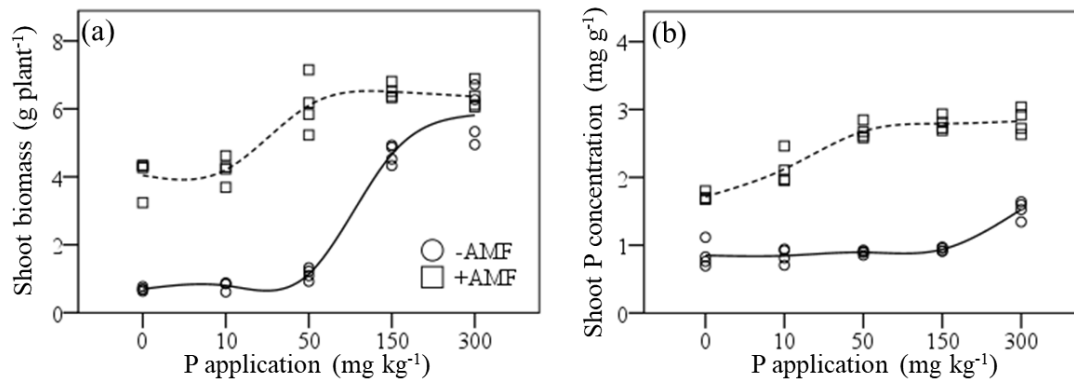 (a)
Shoot biomass (g plant⁻¹)
8
6
4
2
0
-AMF
+AMF
0 10 50 150 300
P application (mg kg⁻¹)
(b)
Shoot P concentration (mg g⁻¹)
4
3
2
1
0
0 10 50 150 300
P application (mg kg⁻¹)